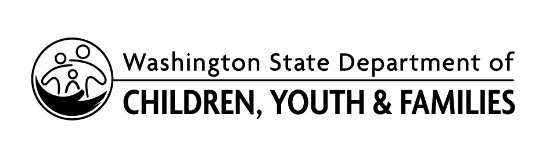 Washington State Department of
CHILDREN, YOUTH & FAMILIES